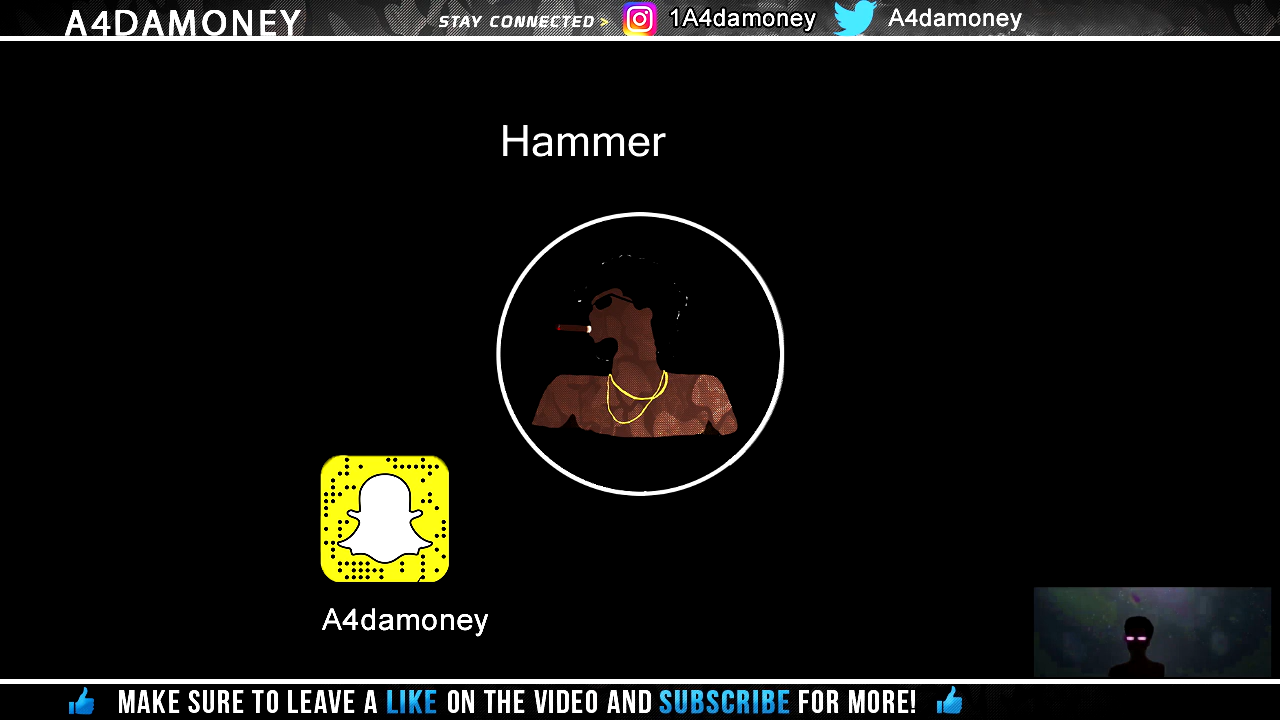 A4DAMONEY
STAY CONNECTED > 1A4damoney A4damoney
Hammer
A4damoney
MAKE SURE TO LEAVE A LIKE ON THE VIDEO AND SUBSCRIBE FOR MORE!